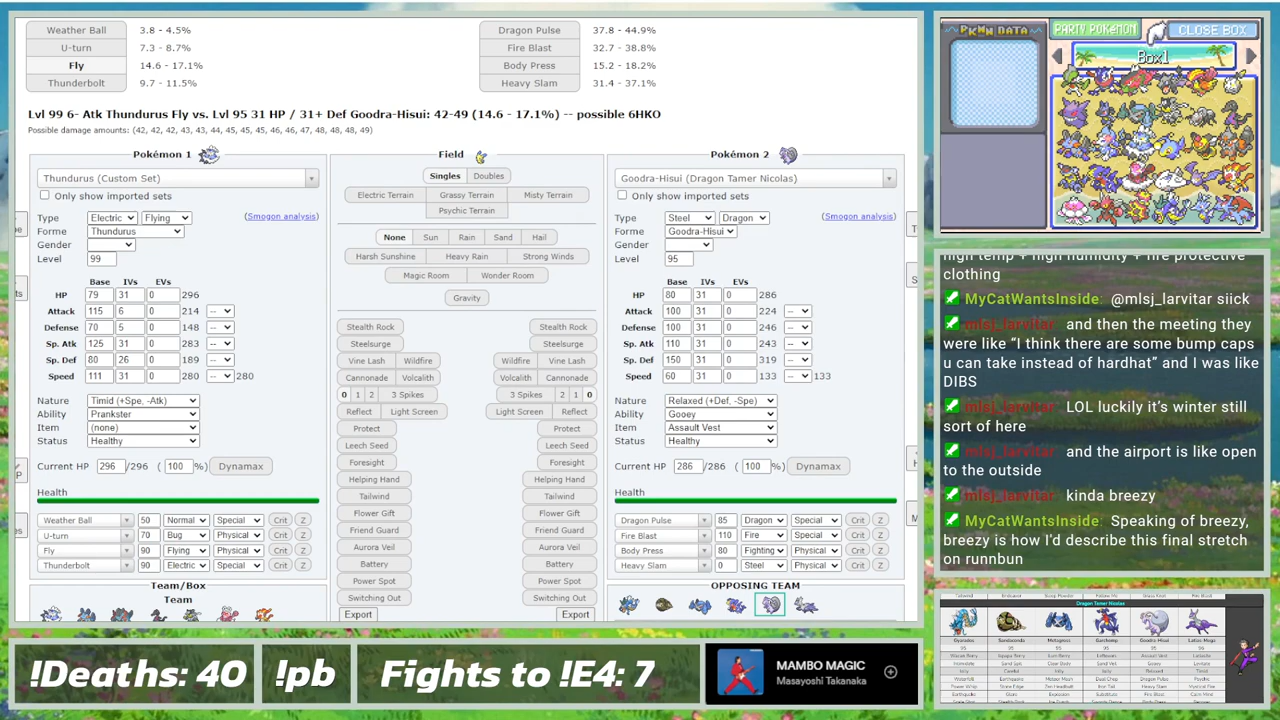 Weather Ball 3.8 - 4.5% Dragon Pulse 37.8 - 44.9%
U-turn 7.3 - 8.7% Fire Blast 32.7 - 38.8%
Fly 14.6 - 17.1% Body Press 15.2 - 18.2%
Thunderbolt 9.7 - 11.5% Heavy Slam 31.4 - 37.1%
Lvl 99 6- Atk Thundurus Fly vs. Lvl 95 31 HP / 31+ Def Goodra-Hisui: 42-49 (14.6 - 17.1%) -- possible 6HKO
Possible damage amounts: (42, 42, 42, 43, 43, 44, 45, 45, 45, 46, 46, 47, 48, 48, 48, 49)
Pokémon 1
Thundurus (Custom Set)
Only show imported sets
Type Electric Flying (Smogon analysis)
Forme Thundurus
Gender
Level 99
Base IVs EVs
HP 79 31 0 296
Attack 115 6 0 214 --
Defense 70 5 0 148 --
Sp. Atk 125 31 0 283 --
Sp. Def 80 26 0 189 --
Speed 111 31 0 280 -- 280
Nature Timid (+Spe, -Atk)
Ability Prankster
Item (none)
Status Healthy
Current HP 296 /296 ( 100 %) Dynamax
Health
Weather Ball 50 Normal Special Crit Z
U-turn 70 Bug Physical Crit Z
Fly 90 Flying Physical Crit Z
Thunderbolt 90 Electric Special Crit Z
Team/Box
Team
Field
Singles Doubles
Electric Terrain Grassy Terrain Misty Terrain
Psychic Terrain
None Sun Rain Sand Hail
Harsh Sunshine Heavy Rain Strong Winds
Magic Room Wonder Room
Gravity
Stealth Rock Stealth Rock
Steelsurge Steelsurge
Vine Lash Wildfire Wildfire Vine Lash
Cannonade Volcalith Volcalith Cannonade
0 1 2 3 Spikes 3 Spikes 2 1 0
Reflect Light Screen Light Screen Reflect
Protect Protect
Leech Seed Leech Seed
Foresight Foresight
Helping Hand Helping Hand
Tailwind Tailwind
Flower Gift Flower Gift
Friend Guard Friend Guard
Aurora Veil Aurora Veil
Battery Battery
Power Spot Power Spot
Switching Out Switching Out
Export Export
Pokémon 2
Goodra-Hisui (Dragon Tamer Nicolas)
Only show imported sets
Type Steel Dragon (Smogon analysis)
Forme Goodra-Hisui
Gender
Level 95
Base IVs EVs
HP 80 31 0 286
Attack 100 31 0 224 --
Defense 100 31 0 246 --
Sp. Atk 110 31 0 243 --
Sp. Def 150 31 0 319 --
Speed 60 31 0 133 -- 133
Nature Relaxed (+Def, -Spe)
Ability Gooey
Item Assault Vest
Status Healthy
Current HP 286 /286 ( 100 %) Dynamax
Health
Dragon Pulse 85 Dragon Special Crit Z
Fire Blast 110 Fire Special Crit Z
Body Press 80 Fighting Physical Crit Z
Heavy Slam 0 Steel Physical Crit Z
OPPOSING TEAM
PKMN DATA PARTY POKéMON CLOSE BOX
Box1
high temp + high humidity + fire protective
clothing
MyCatWantsInside: @mlsj_larvitar siick
mlsj_larvitar and then the meeting they
were like “I think there are some bump caps
u can take instead of hardhat” and I was like
DIBS
mlsj_larvitar LOL luckily it’s winter still
sort of here
mlsj_larvitar and the airport is like open
to the outside
mlsj_larvitar kinda breezy
MyCatWantsInside: Speaking of breezy,
breezy is how I'd describe this final stretch
on runnbun
Dragon Tamer Nicolas
Gyarados Sandaconda Metagross Garchomp Goodra-Hisui Latias-Mega
!Deaths: 40 !pb Fights to !E4: 7
MAMBO MAGIC
Masayoshi Takanaka